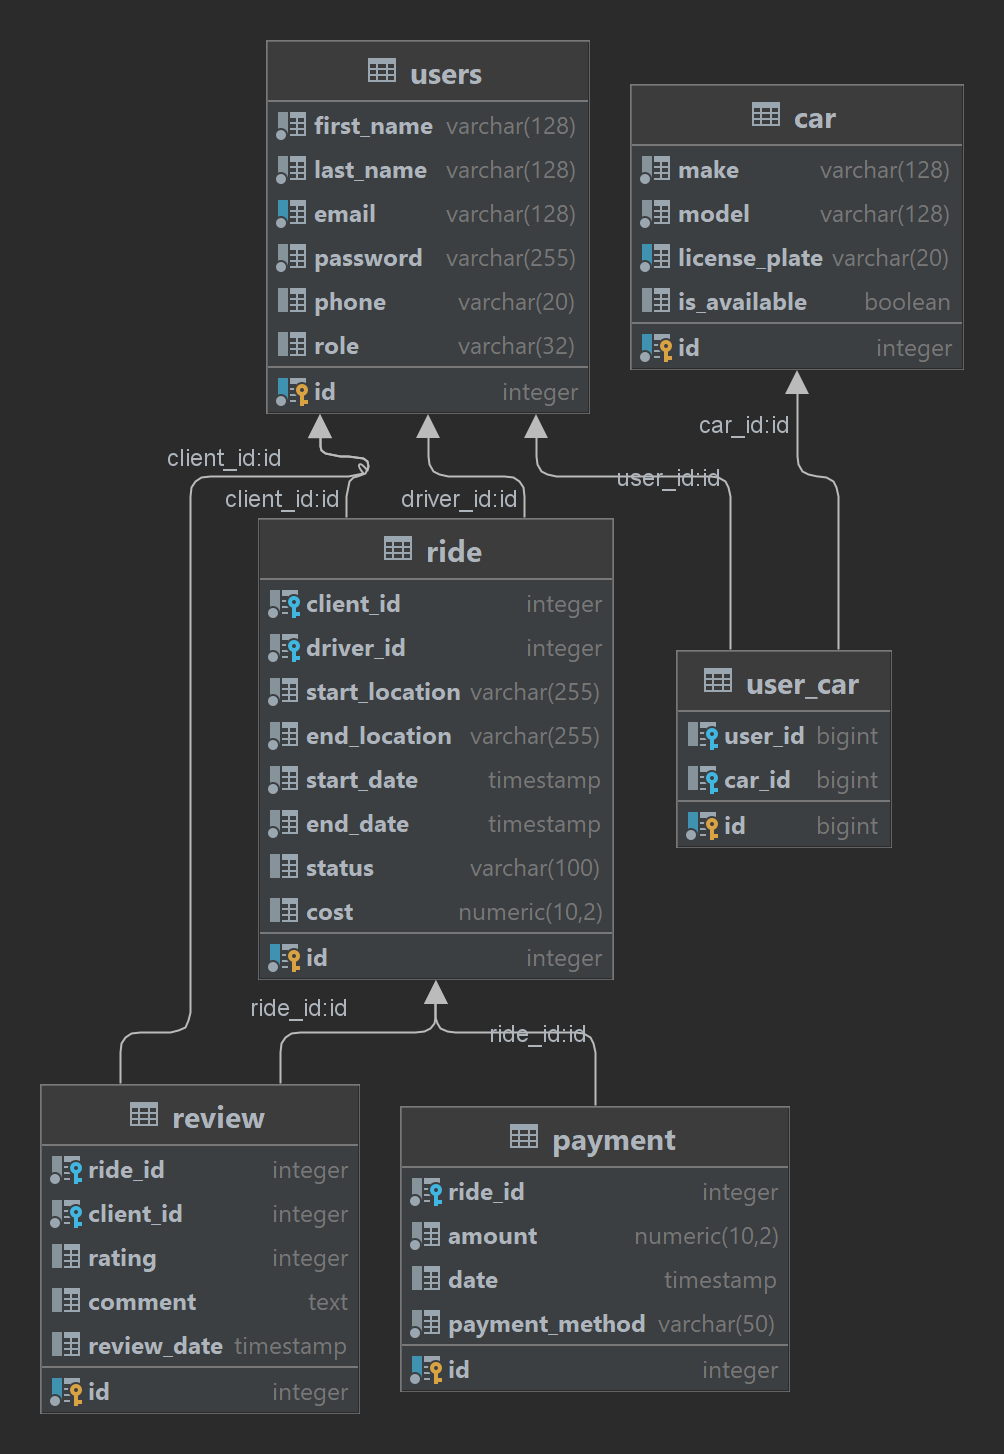 users
first_name varchar(128)
last_name varchar(128)
email varchar(128)
password varchar(255)
phone varchar(20)
role varchar(32)
id integer
car
make varchar(128)
model varchar(128)
license_plate varchar(20)
is_available boolean
id integer
client_id:id
client_id:id
driver_id:id
user_id:id
car_id:id
ride
client_id integer
driver_id integer
start_location varchar(255)
end_location varchar(255)
start_date timestamp
end_date timestamp
status varchar(100)
cost numeric(10,2)
id integer
user_car
user_id bigint
car_id bigint
id bigint
ride_id:id
ride_id:id
review
ride_id integer
client_id integer
rating integer
comment text
review_date timestamp
id integer
payment
ride_id integer
amount numeric(10,2)
date timestamp
payment_method varchar(50)
id integer